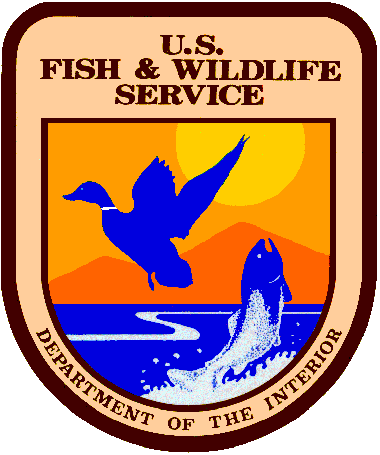 U.S.
FISH & WILDLIFE
SERVICE
DEPARTMENT OF THE INTERIOR